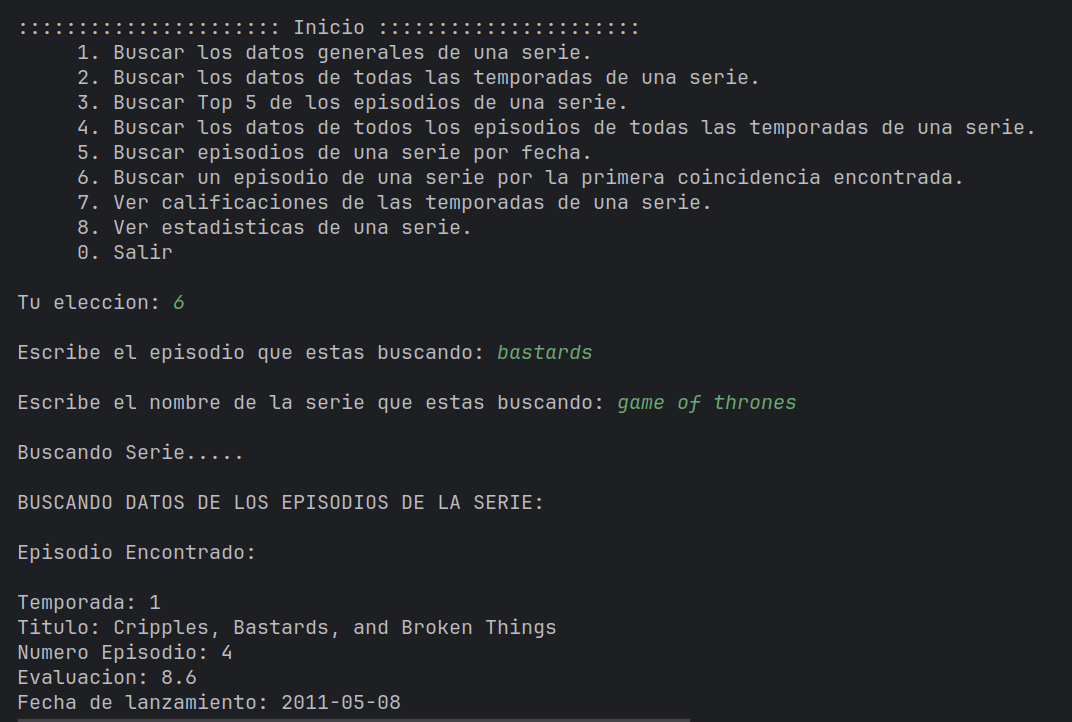 :::::::::::::::::::::: Inicio ::::::::::::::::::::::
1. Buscar los datos generales de una serie.
2. Buscar los datos de todas las temporadas de una serie.
3. Buscar Top 5 de los episodios de una serie.
4. Buscar los datos de todos los episodios de todas las temporadas de una serie.
5. Buscar episodios de una serie por fecha.
6. Buscar un episodio de una serie por la primera coincidencia encontrada.
7. Ver calificaciones de las temporadas de una serie.
8. Ver estadisticas de una serie.
0. Salir
Tu eleccion: 6
Escribe el episodio que estas buscando: bastards
Escribe el nombre de la serie que estas buscando: game of thrones
Buscando Serie.....
BUSCANDO DATOS DE LOS EPISODIOS DE LA SERIE:
Episodio Encontrado:
Temporada: 1
Titulo: Cripples, Bastards, and Broken Things
Numero Episodio: 4
Evaluacion: 8.6
Fecha de lanzamiento: 2011-05-08